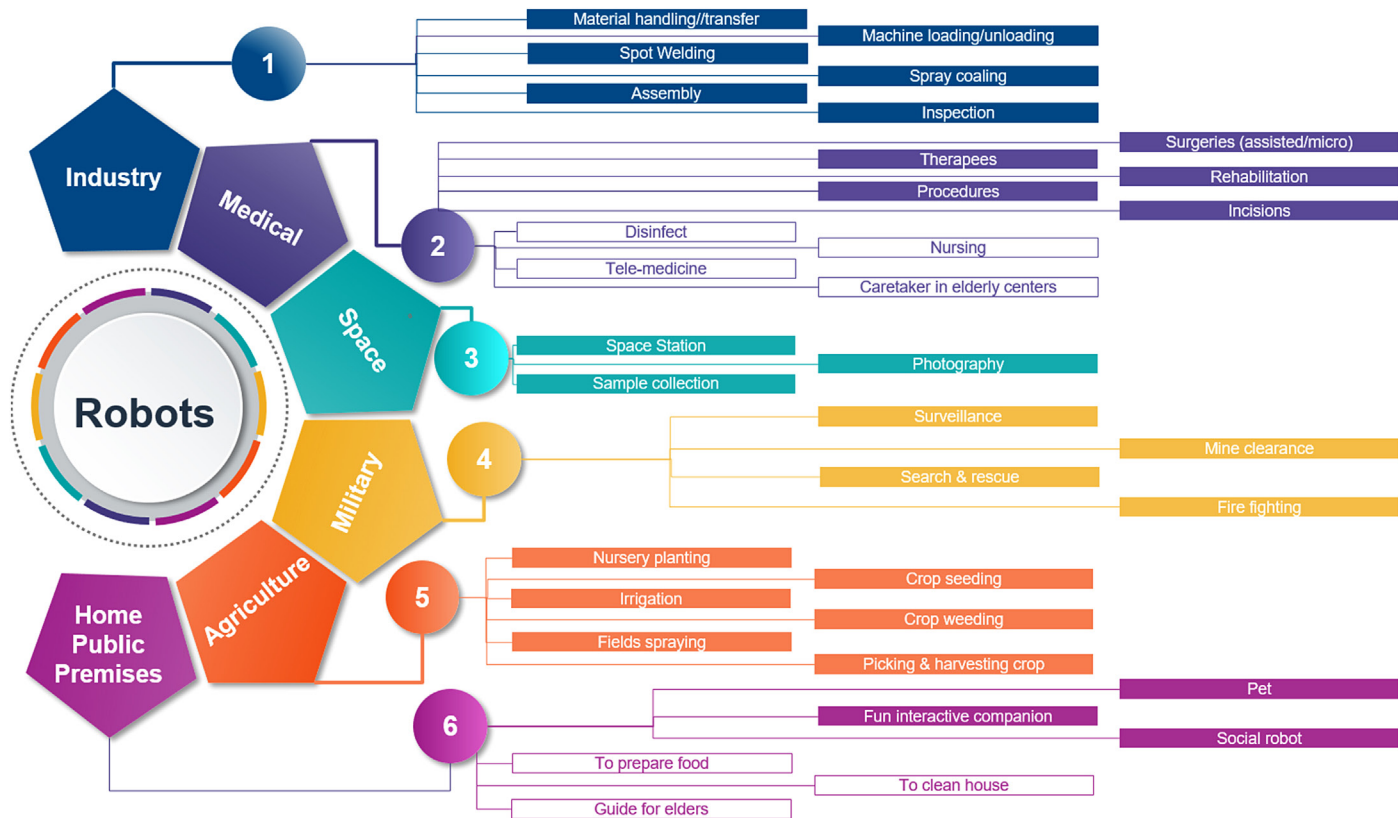 1
Material handling//transfer
Machine loading/unloading
Spot Welding
Spray coaling
Assembly
Inspection
Industry
Medical
2
Surgeries (assisted/micro)
Therapees
Rehabilitation
Procedures
Incisions
Disinfect
Nursing
Tele-medicine
Caretaker in elderly centers
Space
3
Space Station
Photography
Sample collection
Robots
Military
4
Surveillance
Mine clearance
Search & rescue
Fire fighting
Agriculture
5
Nursery planting
Crop seeding
Irrigation
Crop weeding
Fields spraying
Picking & harvesting crop
Home
Public
Premises
6
Pet
Fun interactive companion
Social robot
To prepare food
To clean house
Guide for elders